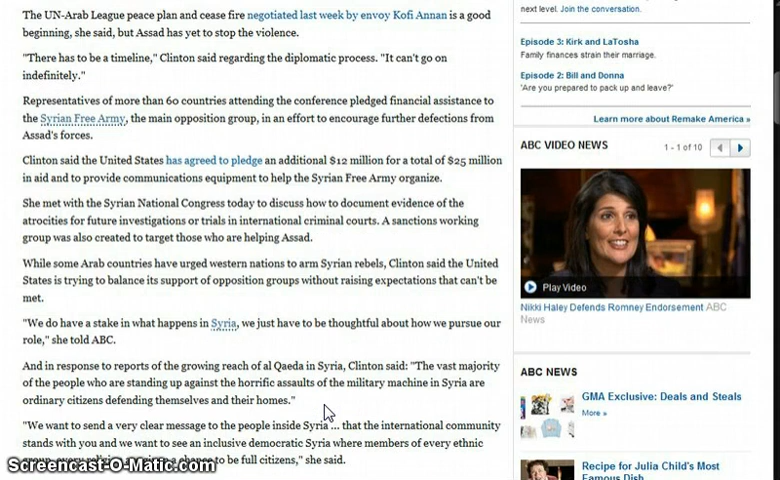 The UN-Arab League peace plan and cease fire negotiated last week by envoy Kofi Annan is a good
beginning, she said, but Assad has yet to stop the violence.
"There has to be a timeline," Clinton said regarding the diplomatic process. "It can't go on
indefinitely."
Representatives of more than 60 countries attending the conference pledged financial assistance to
the Syrian Free Army, the main opposition group, in an effort to encourage further defections from
Assad's forces.
Clinton said the United States has agreed to pledge an additional $12 million for a total of $25 million
in aid and to provide communications equipment to help the Syrian Free Army organize.
She met with the Syrian National Congress today to discuss how to document evidence of the
atrocities for future investigations or trials in international criminal courts. A sanctions working
group was also created to target those who are helping Assad.
While some Arab countries have urged western nations to arm Syrian rebels, Clinton said the United
States is trying to balance its support of opposition groups without raising expectations that can't be
met.
"We do have a stake in what happens in Syria, we just have to be thoughtful about how we pursue our
role," she told ABC.
And in response to reports of the growing reach of al Qaeda in Syria, Clinton said: "The vast majority
of the people who are standing up against the horrific assaults of the military machine in Syria are
ordinary citizens defending themselves and their homes."
"We want to send a very clear message to the people inside Syria ... that the international community
stands with you and we want to see an inclusive democratic Syria where members of every ethnic
to be full citizens," she said.
Screencast-O-Matic.com
next level. Join the conversation.
Episode 3: Kirk and LaTosha
Family finances strain their marriage.
Episode 2: Bill and Donna
'Are you prepared to pack up and leave?'
Learn more about Remake America »
ABC VIDEO NEWS
1 - 1 of 10
Play Video
Nikki Haley Defends Romney Endorsement ABC
News
ABC NEWS
GMA Exclusive: Deals and Steals
More »
Recipe for Julia Child's Most
Famous Dish